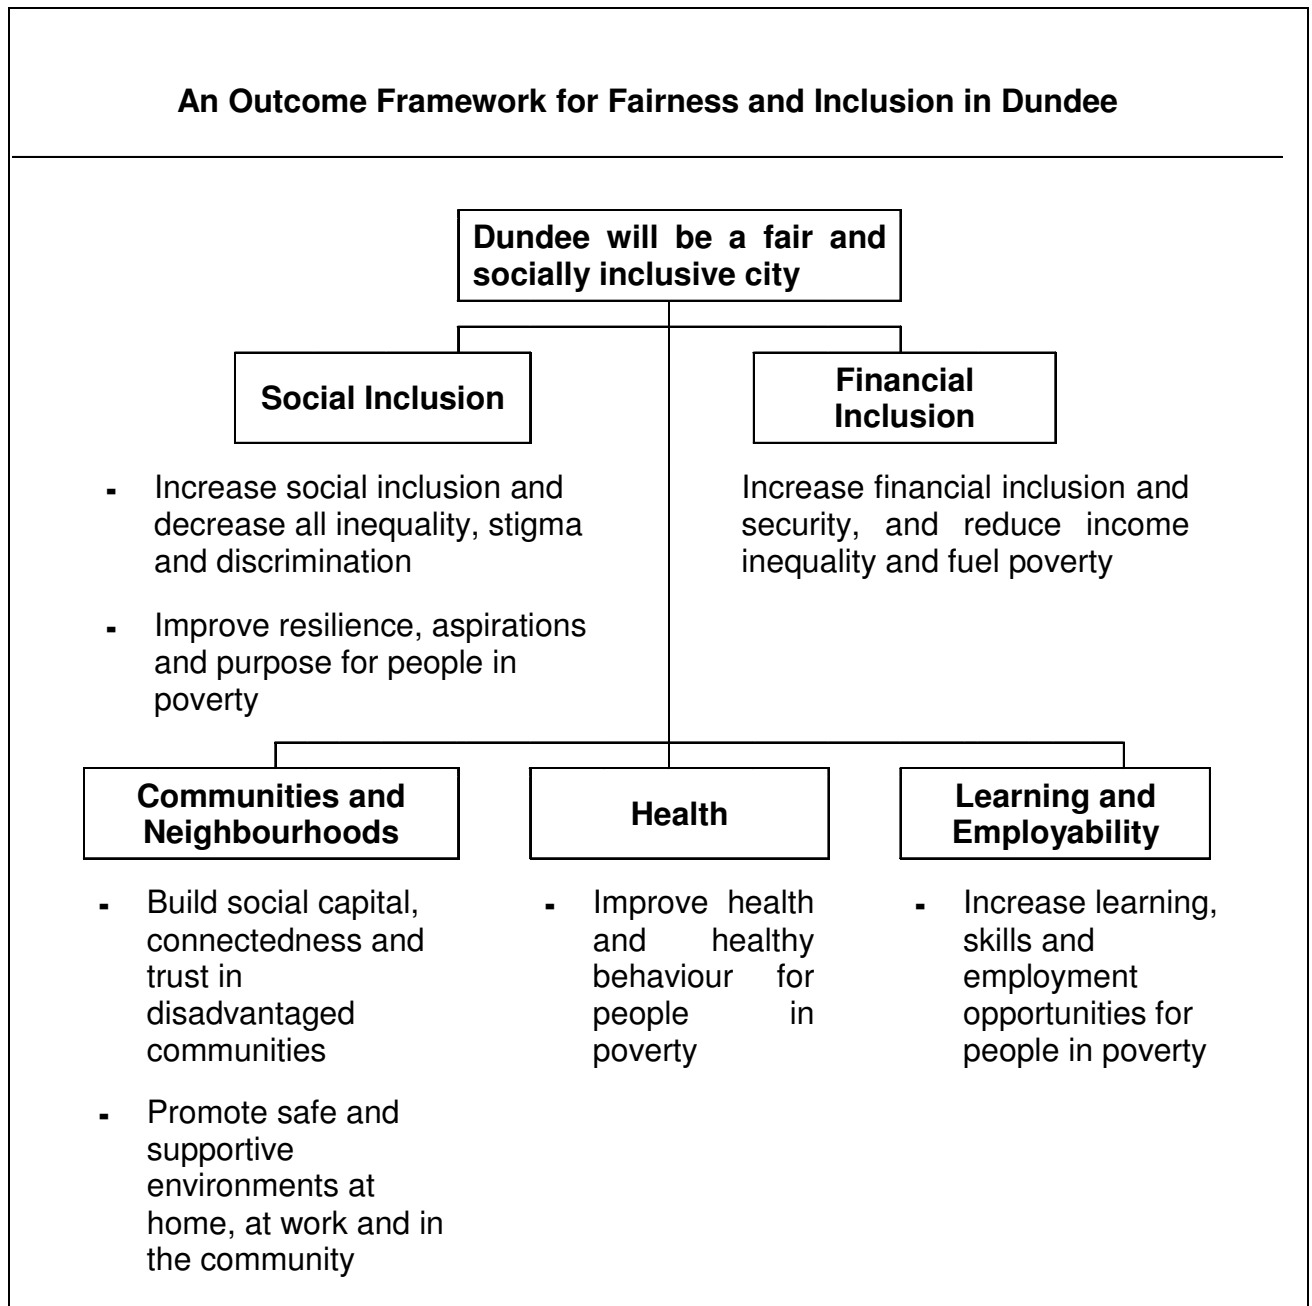 An Outcome Framework for Fairness and Inclusion in Dundee
Dundee will be a fair and
socially inclusive city
Social Inclusion
Financial
Inclusion
- Increase social inclusion and
decrease all inequality, stigma
and discrimination
- Improve resilience, aspirations
and purpose for people in
poverty
Increase financial inclusion and
security, and reduce income
inequality and fuel poverty
Communities and
Neighbourhoods
Health
Learning and
Employability
- Build social capital,
connectedness and
trust in
disadvantaged
communities
- Promote safe and
supportive
environments at
home, at work and in
the community
- Improve health
and healthy
behaviour for
people in
poverty
- Increase learning,
skills and
employment
opportunities for
people in poverty